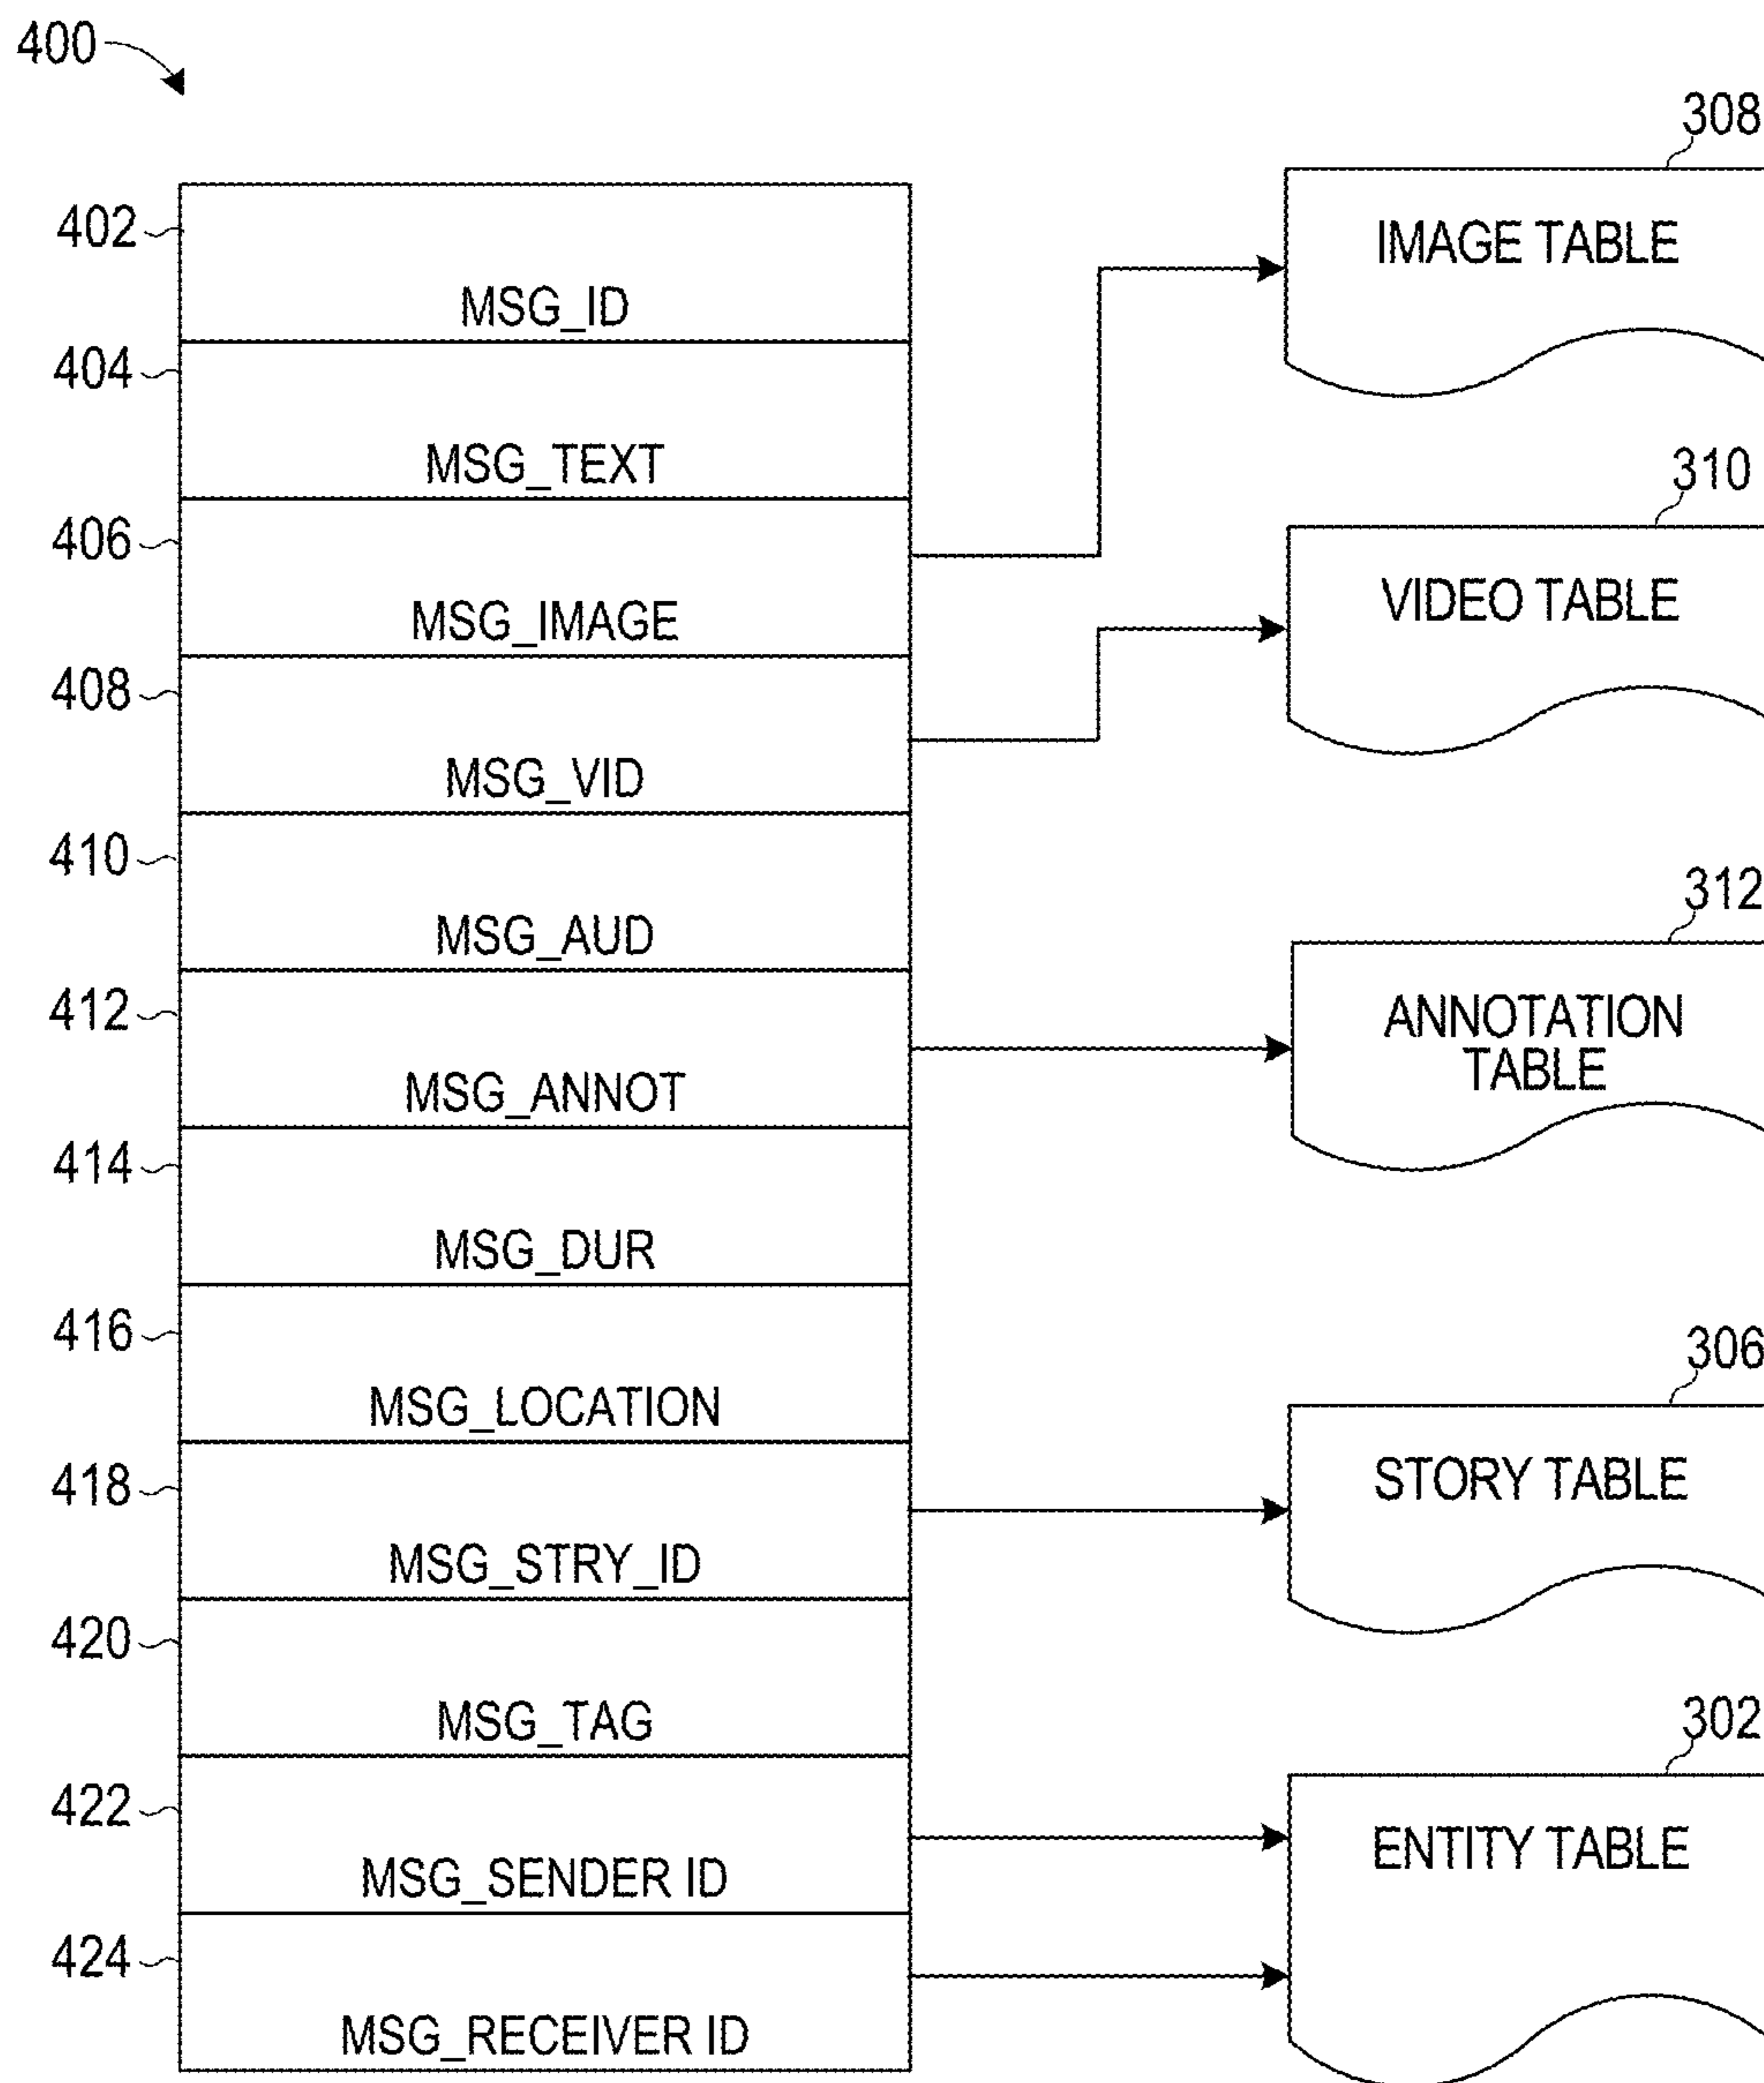 400
308
402
IMAGE TABLE
MSG_ID
404
MSG_TEXT
310
406
VIDEO TABLE
MSG_IMAGE
408
MSG_VID
410
312
MSG_AUD
412
ANNOTATION
TABLE
MSG_ANNOT
414
MSG_DUR
416
306
MSG_LOCATION
418
STORY TABLE
MSG_STRY_ID
420
302
MSG_TAG
422
ENTITY TABLE
MSG_SENDER ID
424
MSG_RECEIVER ID